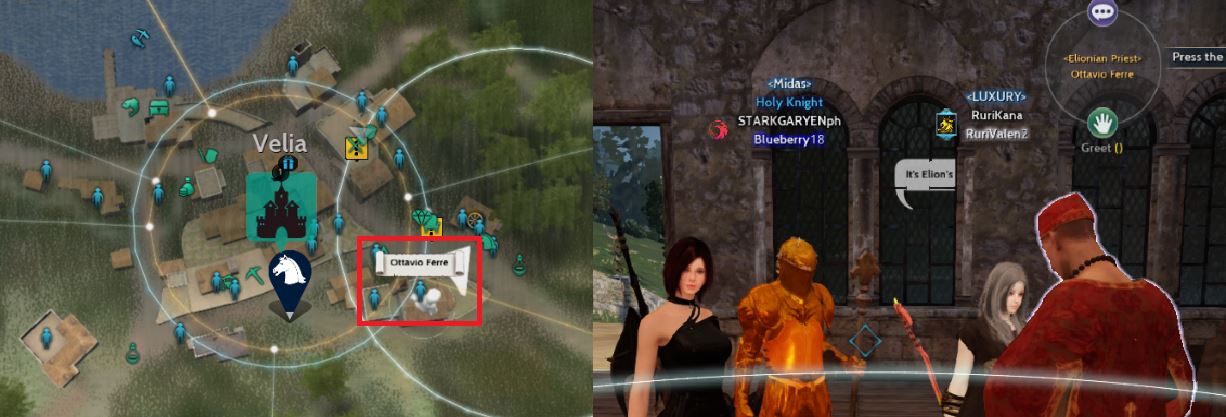 Velia
Ottavio Ferre
<Midas>
Holy Knight
STARKGARYENph
Blueberry18
<LUXURY>
RuriKana
RuriValen2
It's Elion's
<Elionian Priest>
Ottavio Ferre
Press the
Greet ()